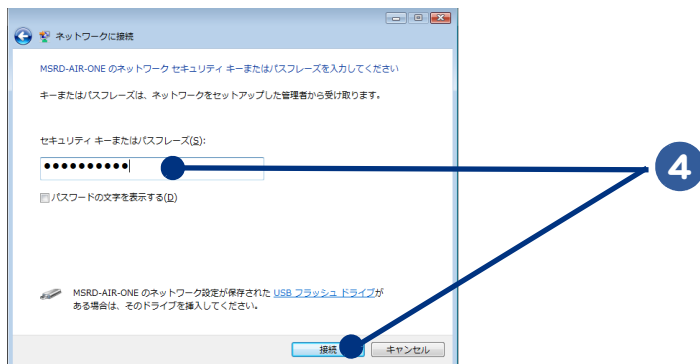 ネットワークに接続
MSRD-AIR-ONE のネットワーク セキュリティ キーまたはパスフレーズを入力してください
キーまたはパスフレーズは、ネットワークをセットアップした管理者から受け取ります。
セキュリティ キーまたはパスフレーズ(S):
●●●●●●●●●●
4
パスワードの文字を表示する(D)
MSRD-AIR-ONE のネットワーク設定が保存された USB フラッシュ ドライブが
ある場合は、そのドライブを挿入してください。
接続
キャンセル